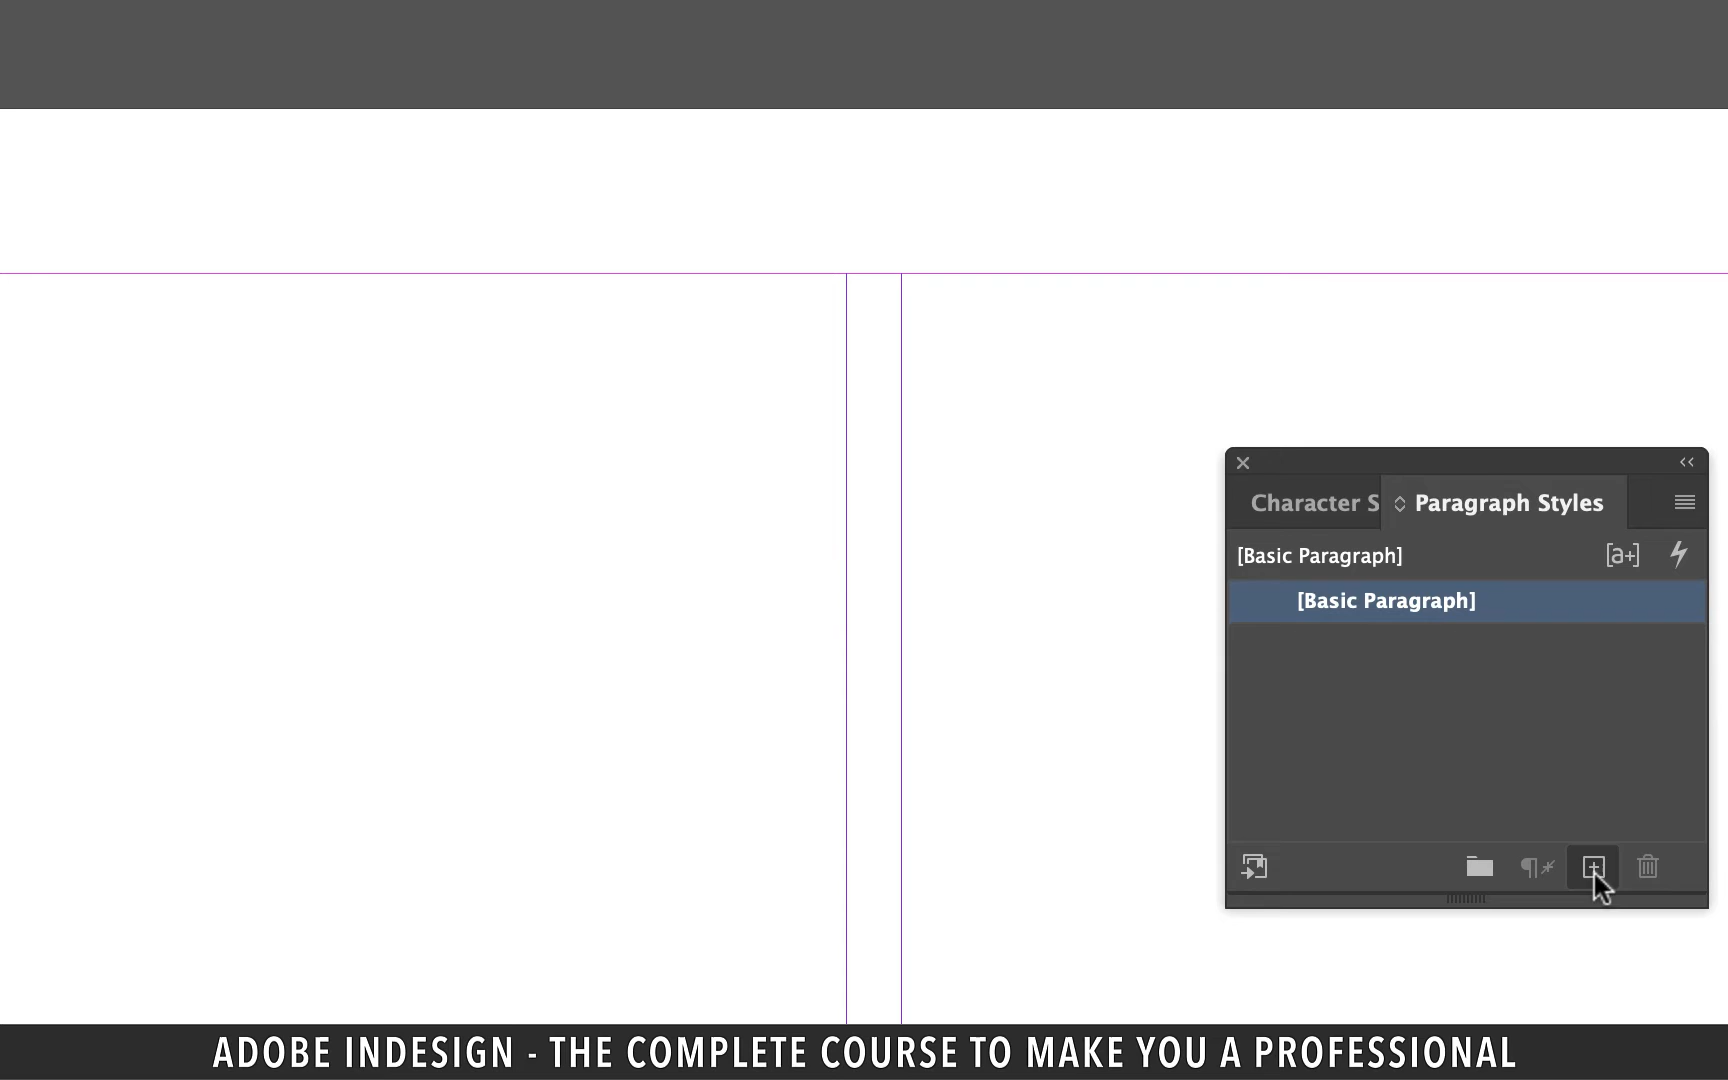 Character S
Paragraph Styles
[Basic Paragraph]
[a+]
[Basic Paragraph]
ADOBE INDESIGN - THE COMPLETE COURSE TO MAKE YOU A PROFESSIONAL